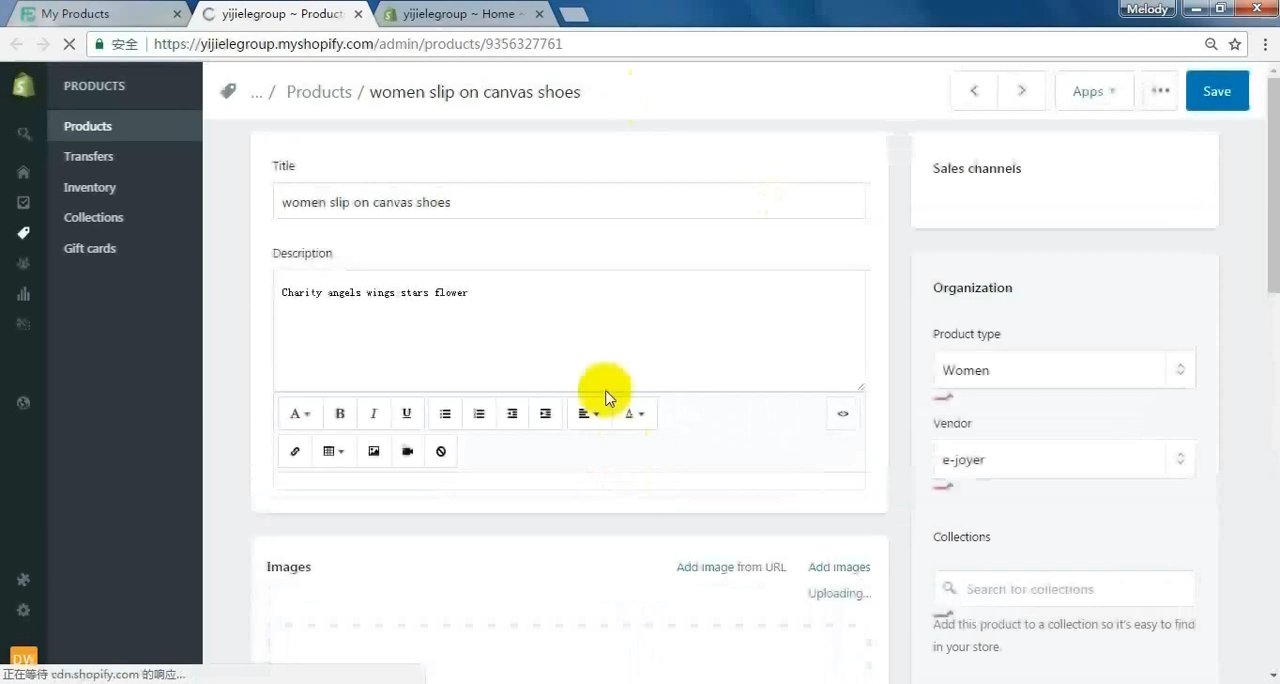 My Products
yijielegroup ~ Product
yijielegroup ~ Home ~
Melody
安全
https://yijielegroup.myshopify.com/admin/products/9356327761
PRODUCTS
... / Products / women slip on canvas shoes
Apps
Save
Products
Transfers
Inventory
Collections
Gift cards
Title
women slip on canvas shoes
Description
Charity angels wings stars flower
A
B
I
U
A
<>
Images
Add image from URL
Add images
Uploading...
Sales channels
Organization
Product type
Women
Vendor
e-joyer
Collections
Search for collections
Add this product to a collection so it's easy to find
in your store.
DW
正在等待 cdn.shopify.com 的响应...